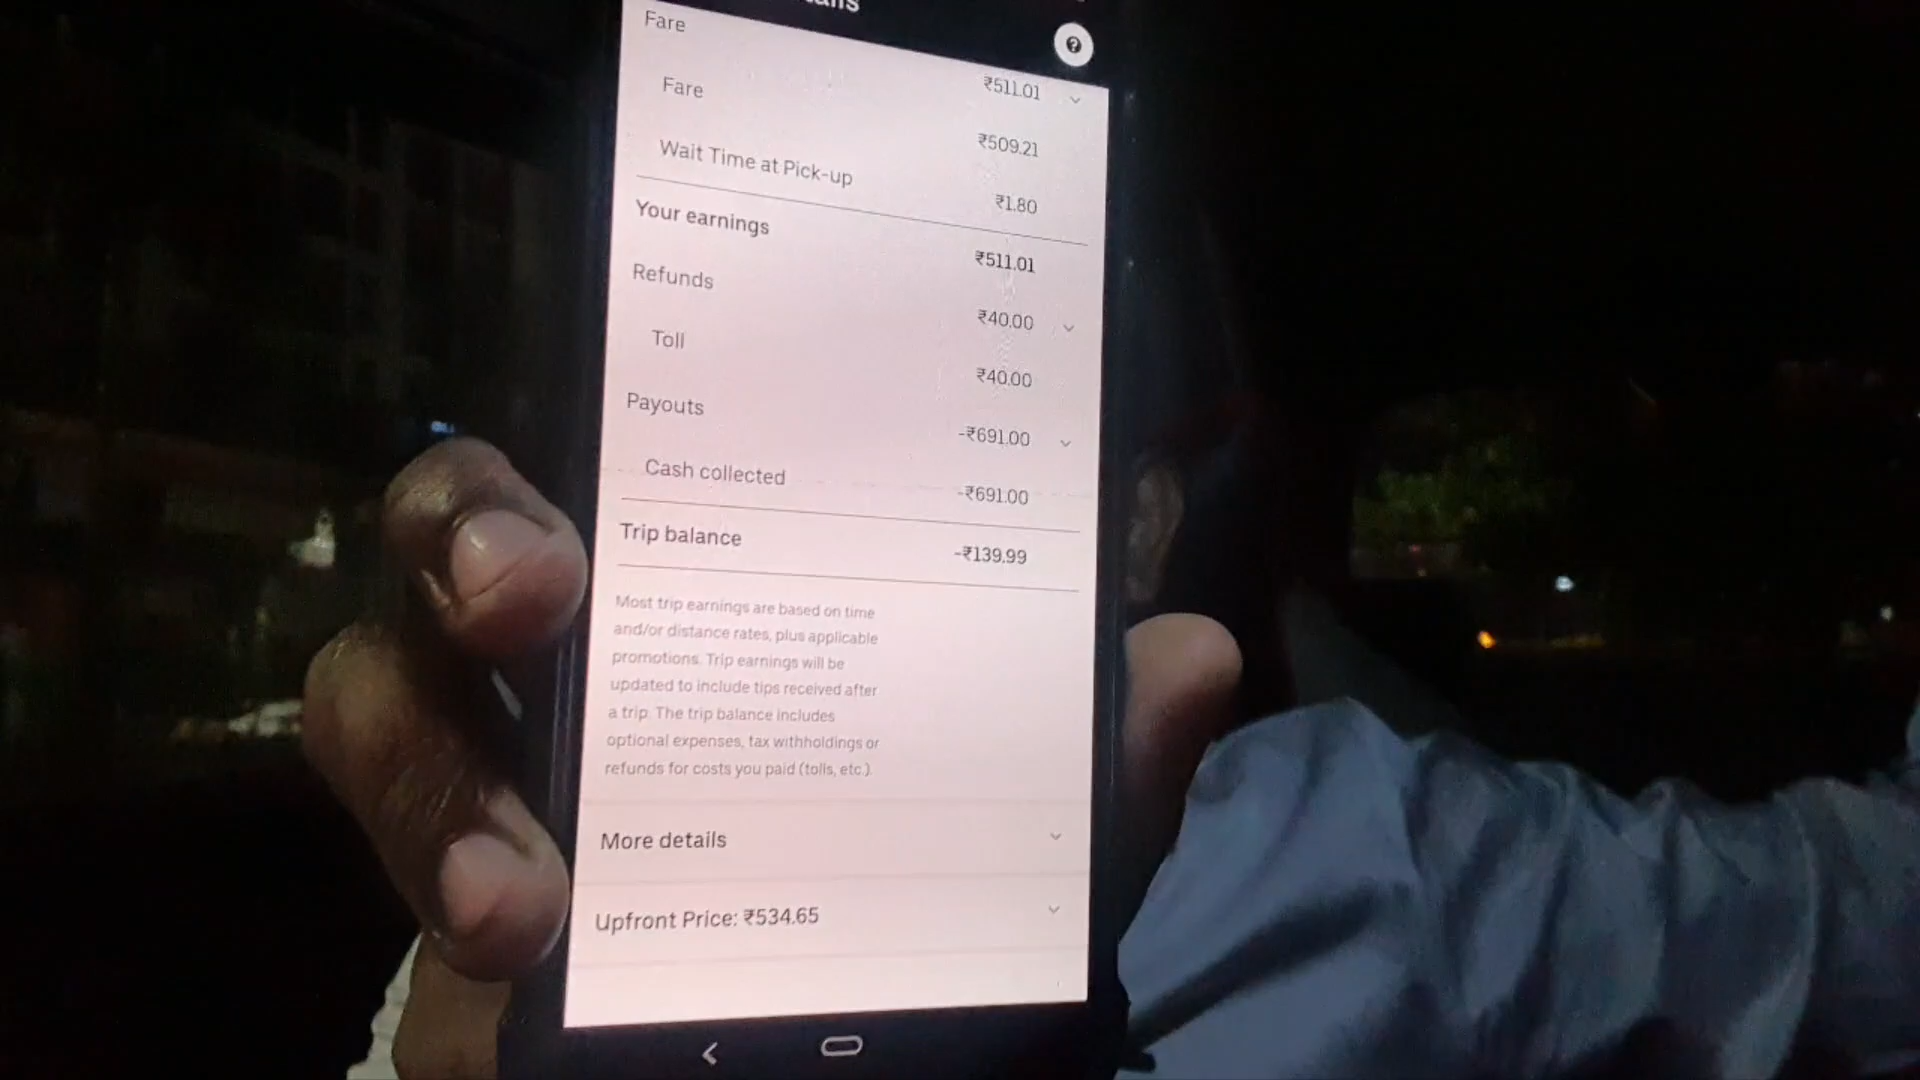 Fare
₹511.01
Fare
₹509.21
Wait Time at Pick-up
₹1.80
Your earnings
₹511.01
Refunds
₹40.00
Toll
₹40.00
Payouts
-₹691.00
Cash collected
-₹691.00
Trip balance
-₹139.99
Most trip earnings are based on time
and/or distance rates, plus applicable
promotions. Trip earnings will be
updated to include tips received after
a trip. The trip balance includes
optional expenses, tax withholdings or
refunds for costs you paid (tolls, etc.).
More details
Upfront Price: ₹534.65